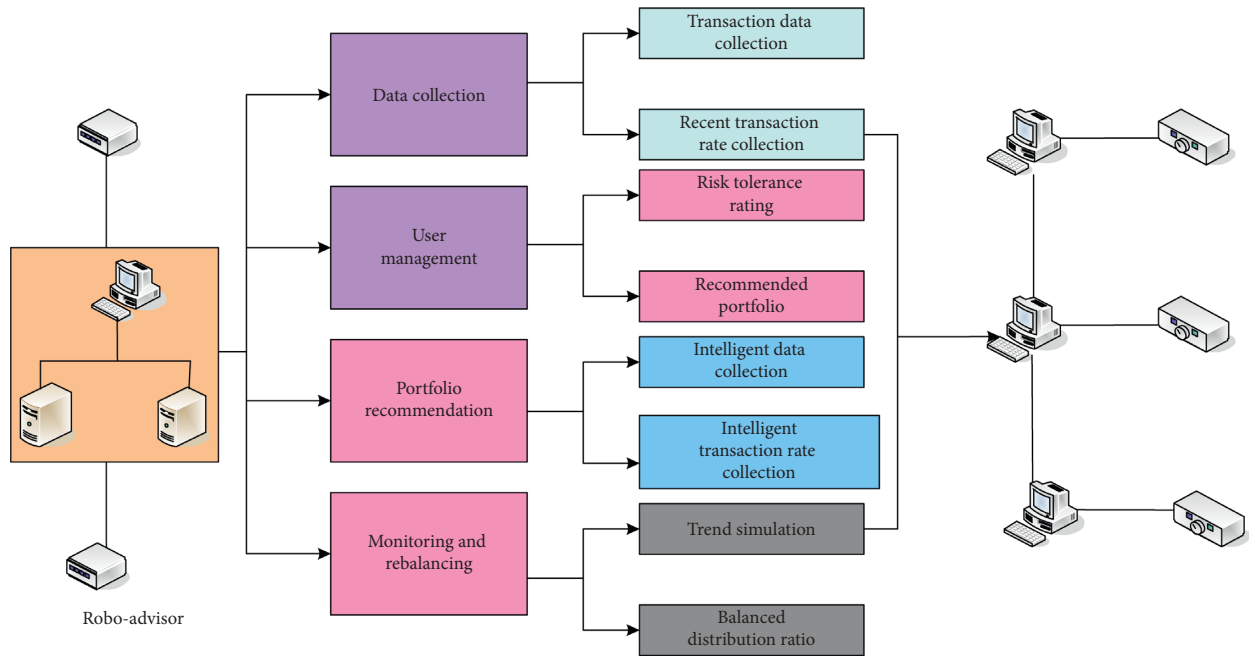 Transaction data
collection
Data collection
Recent transaction
rate collection
Risk tolerance
rating
User
management
Recommended
portfolio
Intelligent data
collection
Portfolio
recommendation
Intelligent
transaction rate
collection
Trend simulation
Monitoring and
rebalancing
Balanced
distribution ratio
Robo-advisor